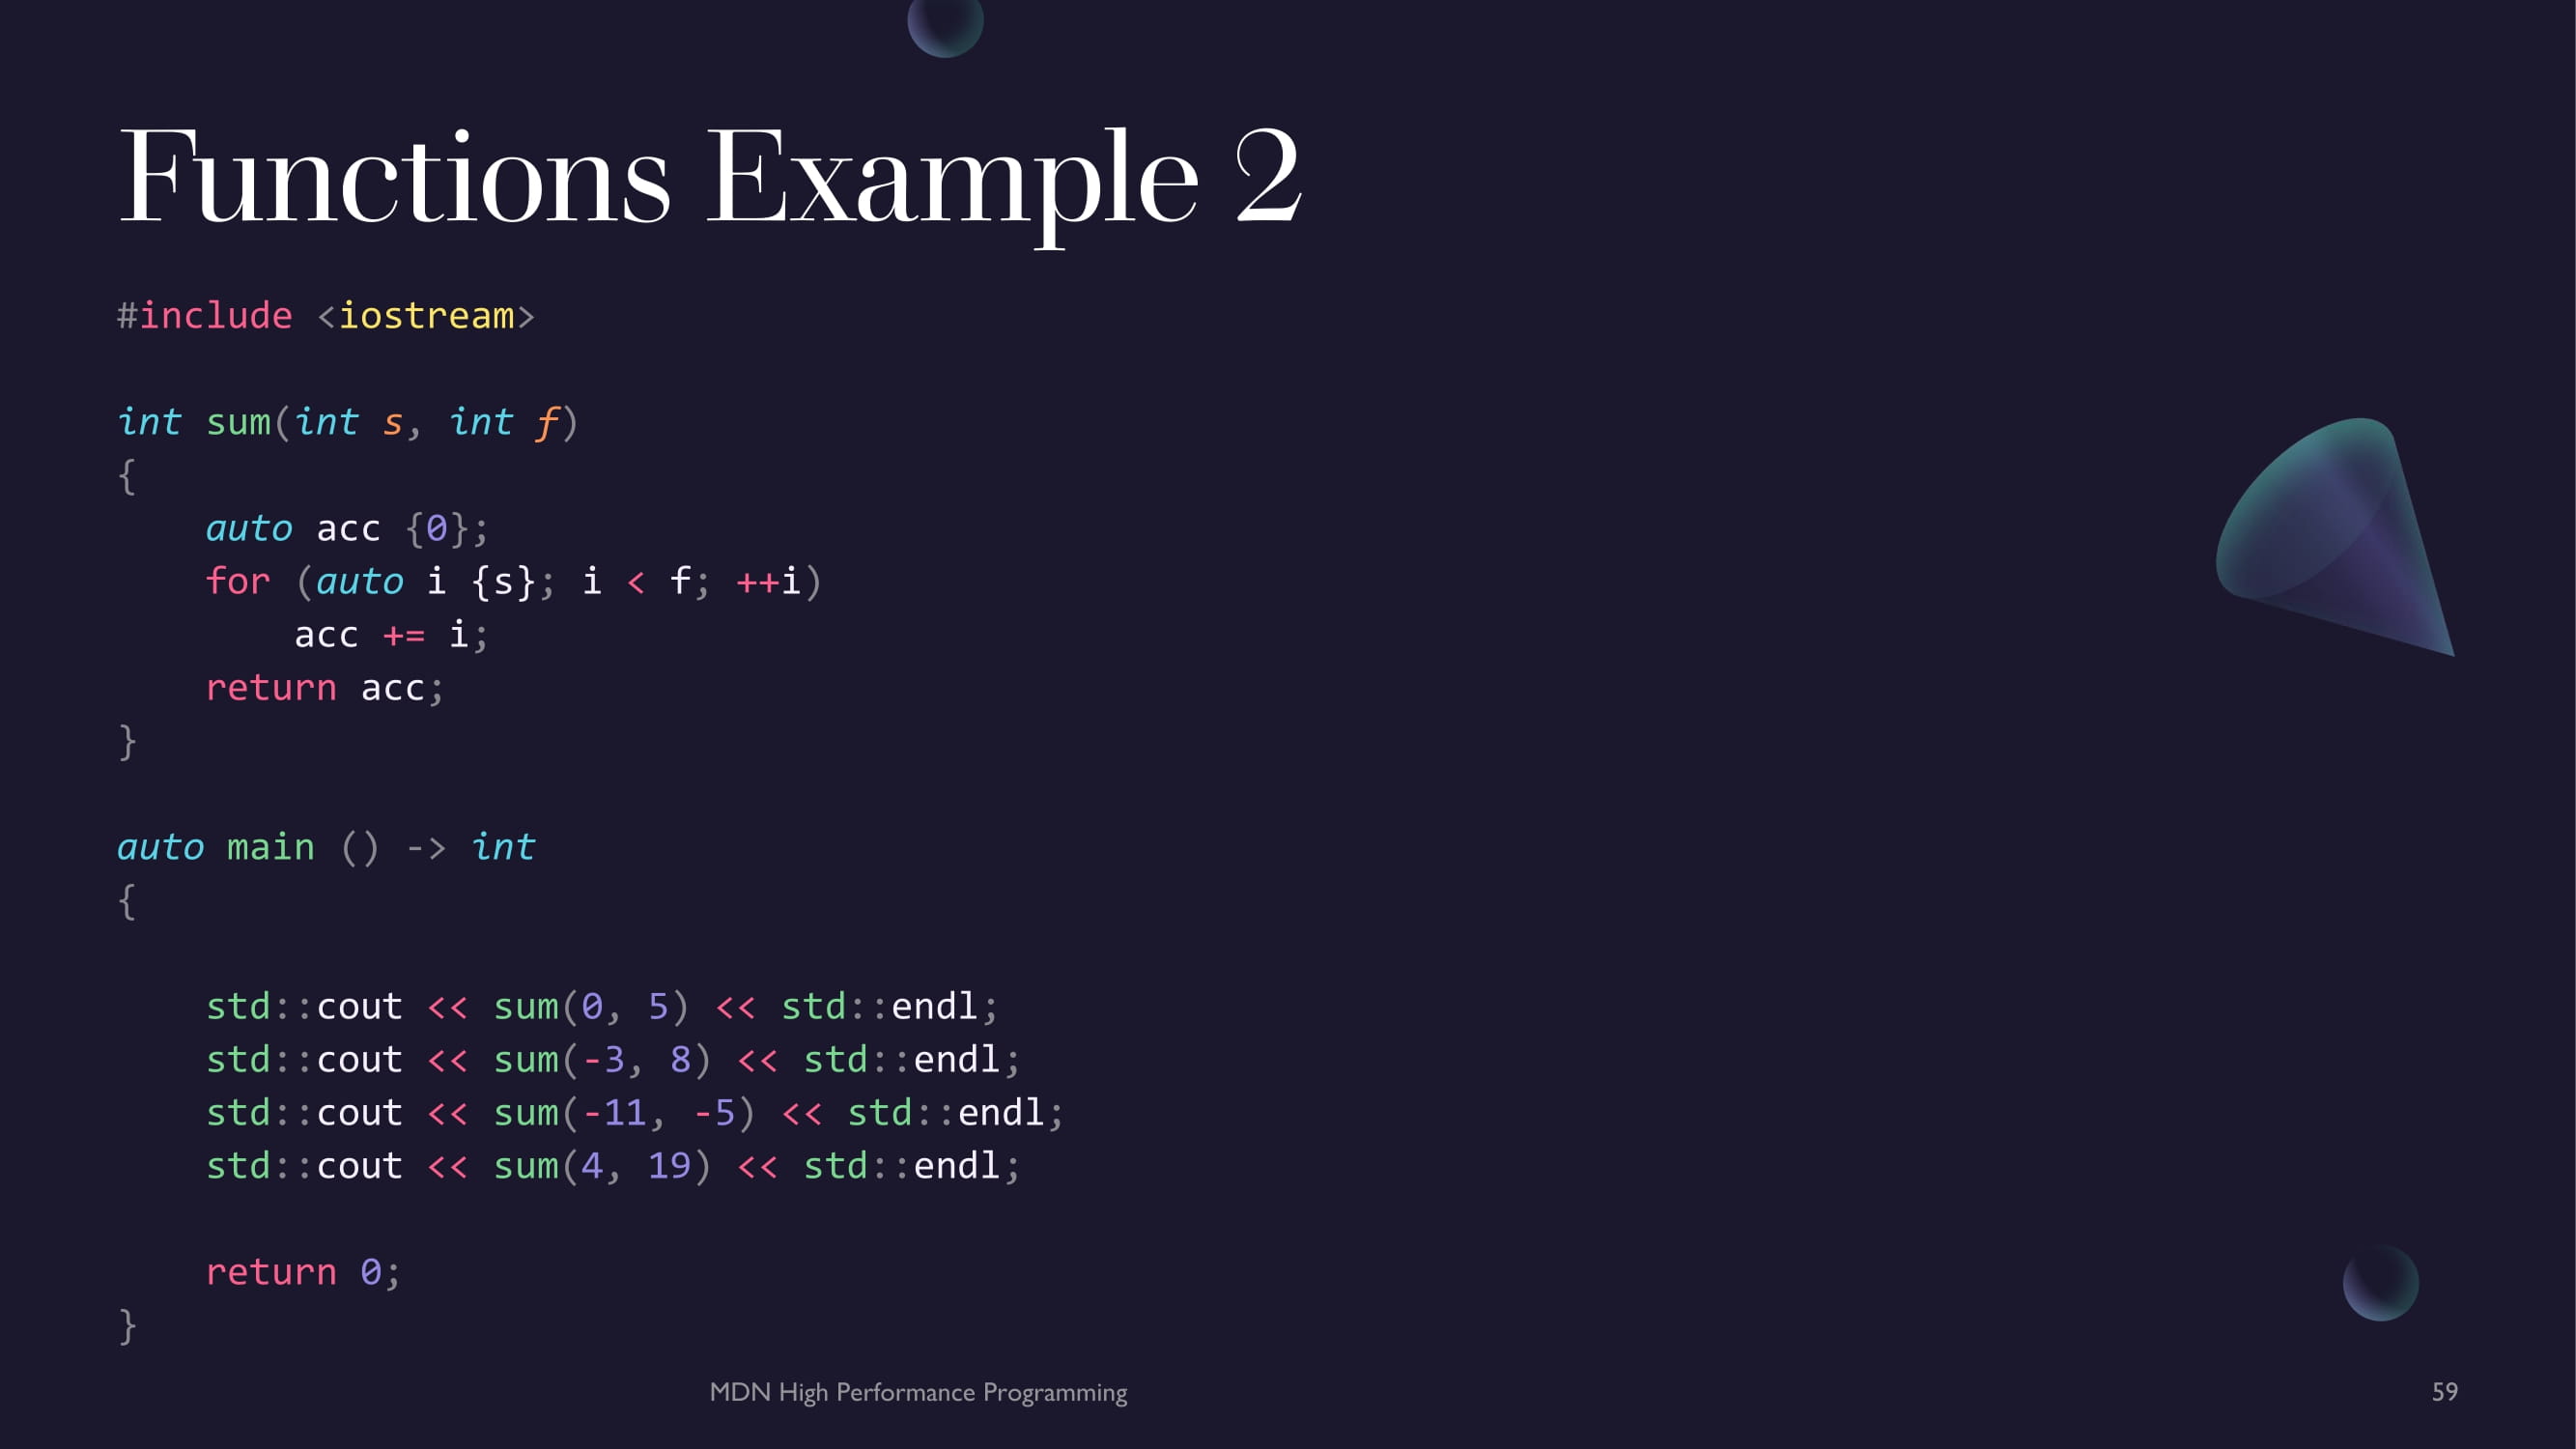 Functions Example 2
#include <iostream>
int sum(int s, int f)
{
    auto acc {0};
    for (auto i {s}; i < f; ++i)
        acc += i;
    return acc;
}
auto main () -> int
{
    std::cout << sum(0, 5) << std::endl;
    std::cout << sum(-3, 8) << std::endl;
    std::cout << sum(-11, -5) << std::endl;
    std::cout << sum(4, 19) << std::endl;
    return 0;
}
MDN High Performance Programming
59